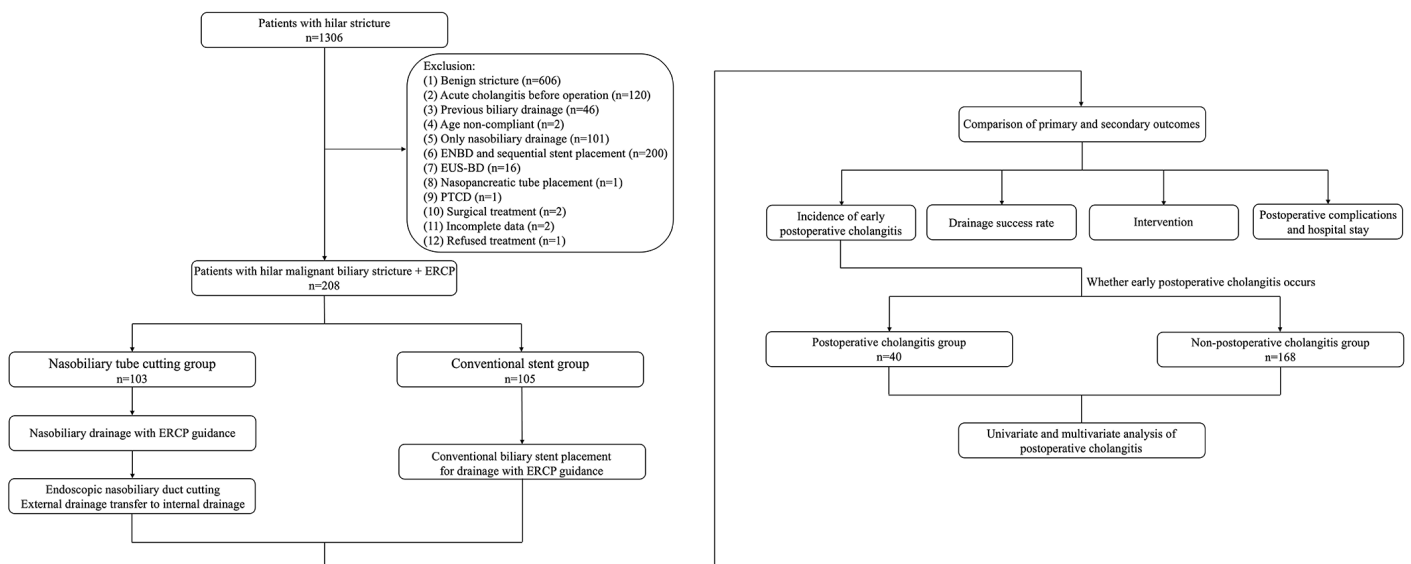 Patients with hilar stricture
n=1306
Exclusion:
(1) Benign stricture (n=606)
(2) Acute cholangitis before operation (n=120)
(3) Previous biliary drainage (n=46)
(4) Age non-compliant (n=2)
(5) Only nasobiliary drainage (n=101)
(6) ENBD and sequential stent placement (n=200)
(7) EUS-BD (n=16)
(8) Nasopancreatic tube placement (n=1)
(9) PTCD (n=1)
(10) Surgical treatment (n=2)
(11) Incomplete data (n=2)
(12) Refused treatment (n=1)
Patients with hilar malignant biliary stricture + ERCP
n=208
Nasobiliary tube cutting group
n=103
Conventional stent group
n=105
Nasobiliary drainage with ERCP guidance
Conventional biliary stent placement
for drainage with ERCP guidance
Endoscopic nasobiliary duct cutting
External drainage transfer to internal drainage
Comparison of primary and secondary outcomes
Incidence of early
postoperative cholangitis
Drainage success rate
Intervention
Postoperative complications
and hospital stay
Whether early postoperative cholangitis occurs
Postoperative cholangitis group
n=40
Non-postoperative cholangitis group
n=168
Univariate and multivariate analysis of
postoperative cholangitis